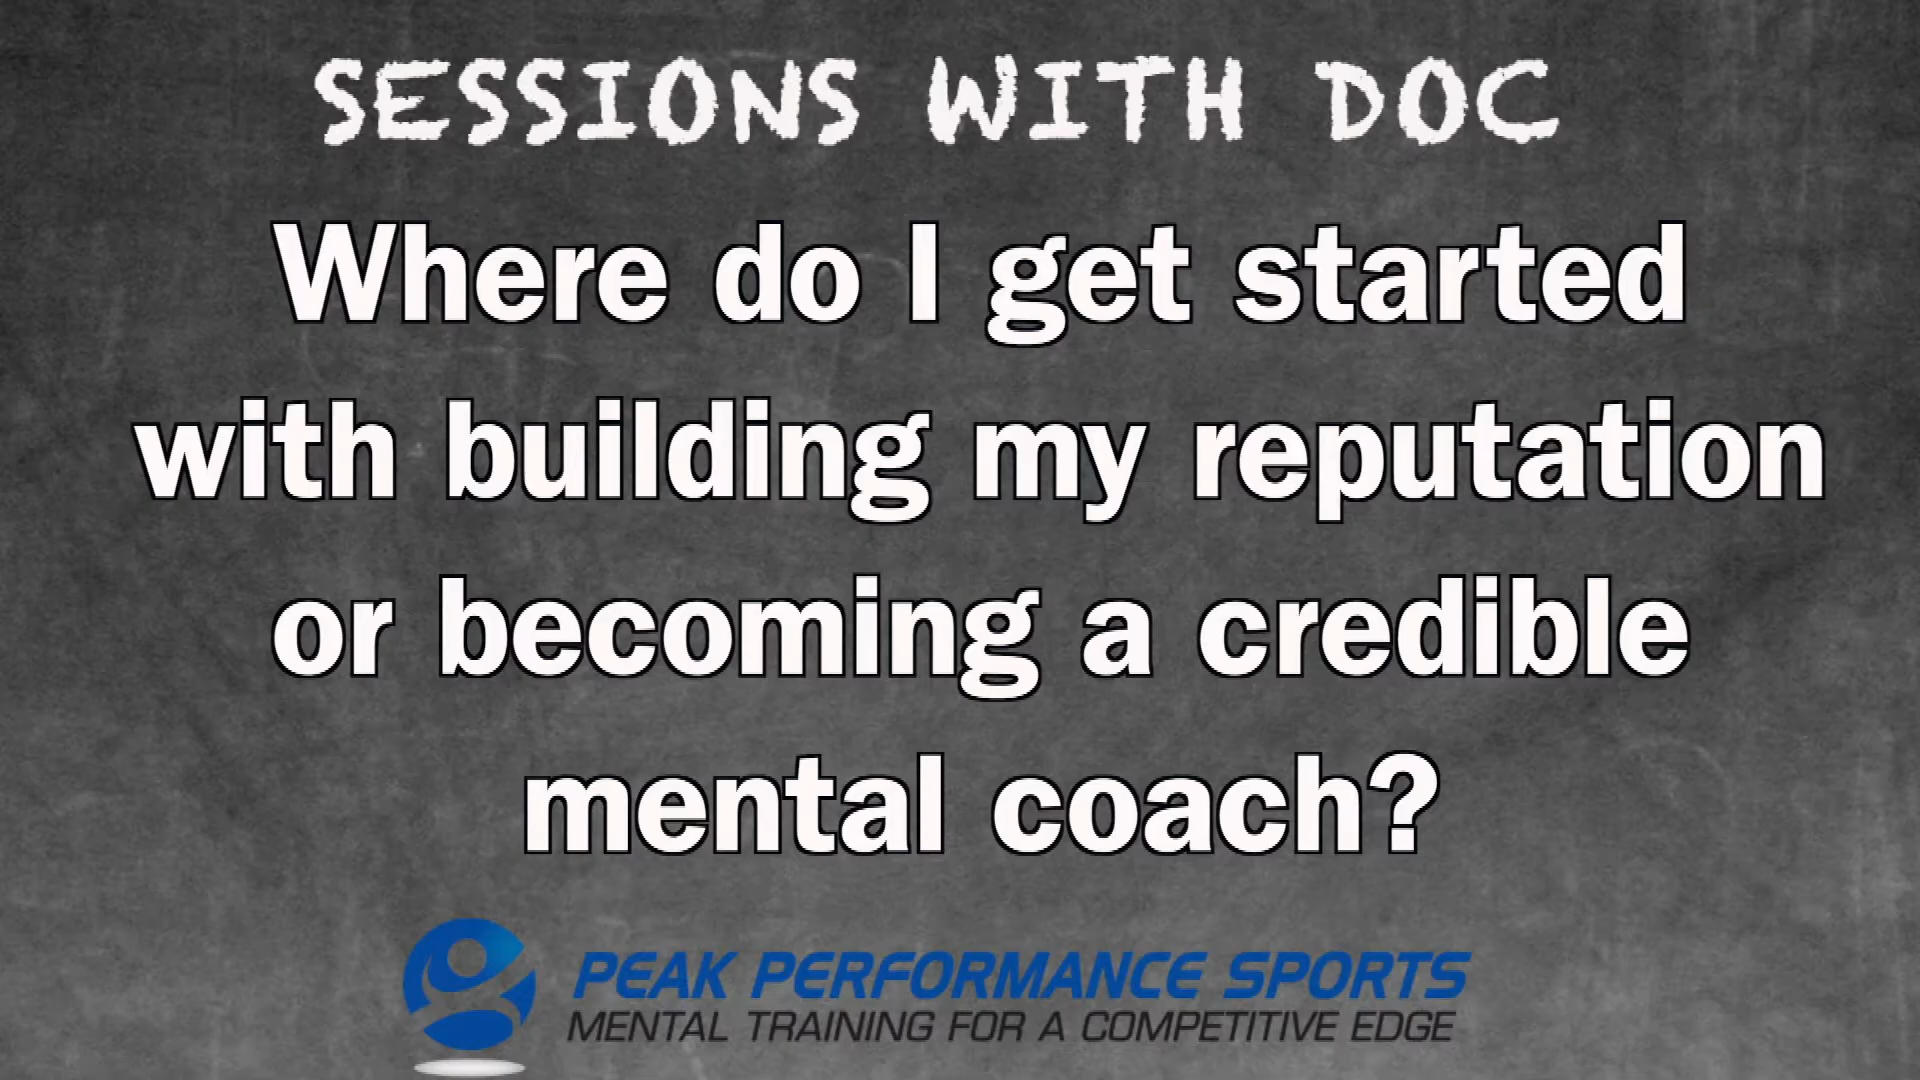 SESSIONS WITH DOC
Where do I get started
with building my reputation
or becoming a credible
mental coach?
PEAK PERFORMANCE SPORTS
MENTAL TRAINING FOR A COMPETITIVE EDGE